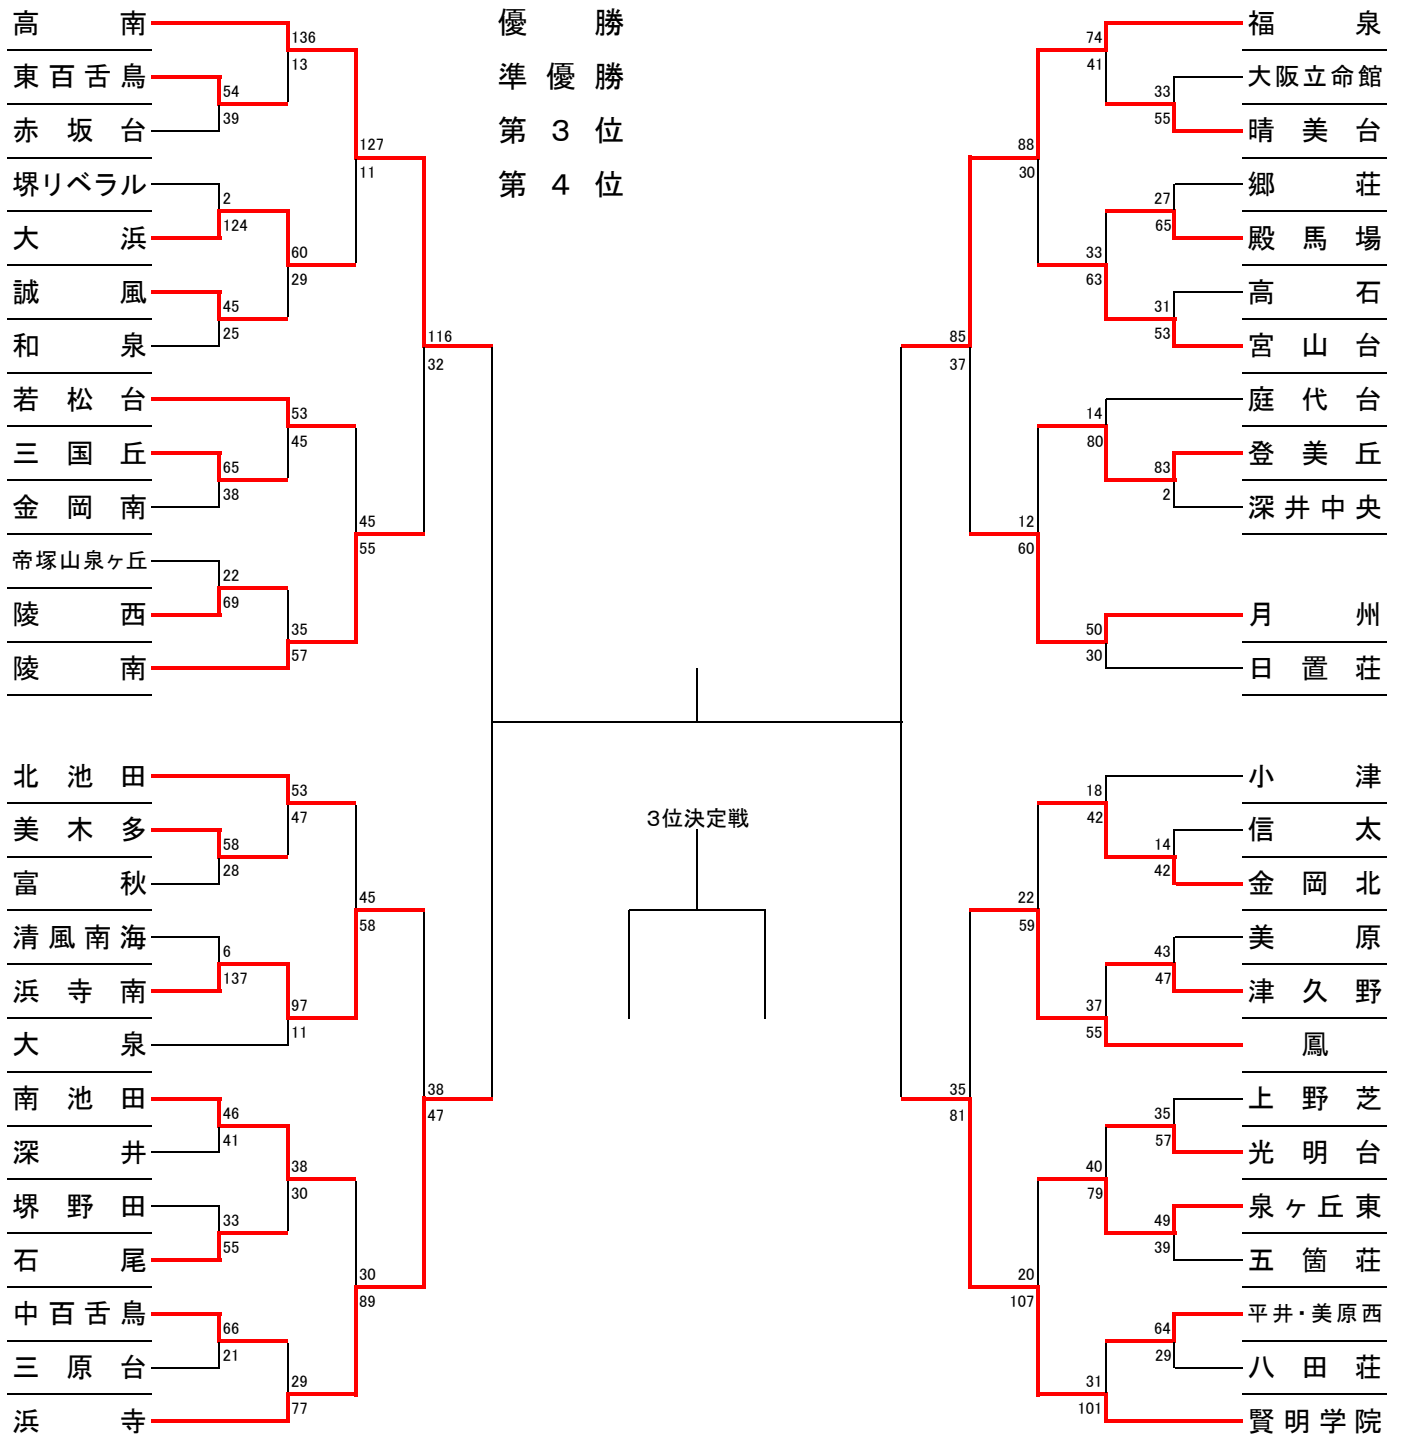 優勝
準優勝
第3位
第4位
高南
136
13
東百舌鳥
54
39
赤坂台
127
11
堺リベラル
2
124
大浜
60
29
誠風
45
25
和泉
116
32
若松台
53
45
三国丘
65
38
金岡南
45
55
帝塚山泉ヶ丘
22
69
陵西
35
57
陵南
北池田
53
47
美木多
58
28
富秋
45
58
清風南海
6
137
浜寺南
97
11
大泉
38
47
南池田
46
41
深井
38
30
堺野田
33
55
石尾
30
89
中百舌鳥
66
21
三原台
29
77
浜寺
3位決定戦
福泉
74
41
大阪立命館
33
55
晴美台
88
30
郷荘
27
65
殿馬場
33
63
高石
31
53
宮山台
85
37
庭代台
14
80
登美丘
83
2
深井中央
12
60
月州
50
30
日置荘
小津
18
42
信太
14
42
金岡北
22
59
美原
43
47
津久野
37
55
鳳
35
81
上野芝
35
57
光明台
40
79
泉ヶ丘東
49
39
五箇荘
20
107
平井・美原西
64
29
八田荘
31
101
賢明学院